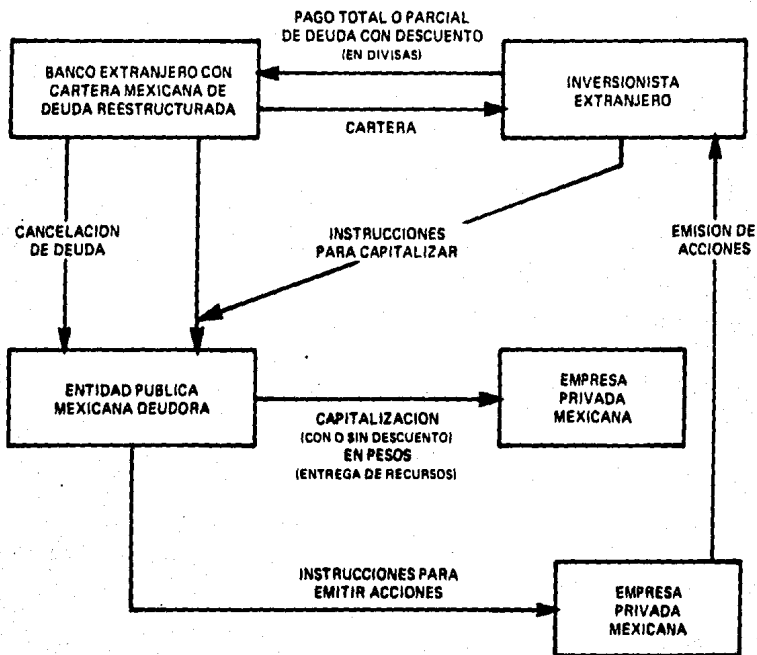 PAGO TOTAL O PARCIAL
DE DEUDA CON DESCUENTO
(EN DIVISAS)
BANCO EXTRANJERO CON
CARTERA MEXICANA DE
DEUDA REESTRUCTURADA
INVERSIONISTA
EXTRANJERO
CARTERA
CANCELACION
DE DEUDA
INSTRUCCIONES
PARA CAPITALIZAR
EMISION DE
ACCIONES
ENTIDAD PUBLICA
MEXICANA DEUDORA
EMPRESA
PRIVADA
MEXICANA
CAPITALIZACION
(CON O SIN DESCUENTO)
EN PESOS
(ENTREGA DE RECURSOS)
INSTRUCCIONES PARA
EMITIR ACCIONES
EMPRESA
PRIVADA
MEXICANA